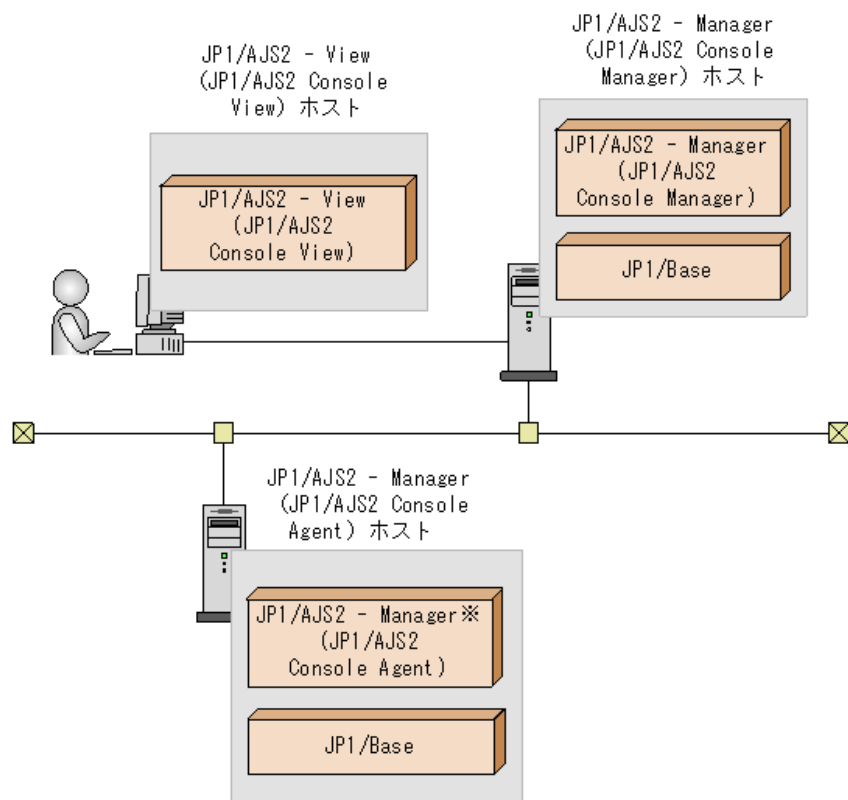 JP1/AJS2 - View
(JP1/AJS2 Console
View) ホスト
JP1/AJS2 - View
(JP1/AJS2
Console View)
JP1/AJS2 - Manager
(JP1/AJS2 Console
Manager) ホスト
JP1/AJS2 - Manager
(JP1/AJS2
Console Manager)
JP1/Base
JP1/AJS2 - Manager
(JP1/AJS2 Console
Agent) ホスト
JP1/AJS2 - Manager※
(JP1/AJS2
Console Agent)
JP1/Base